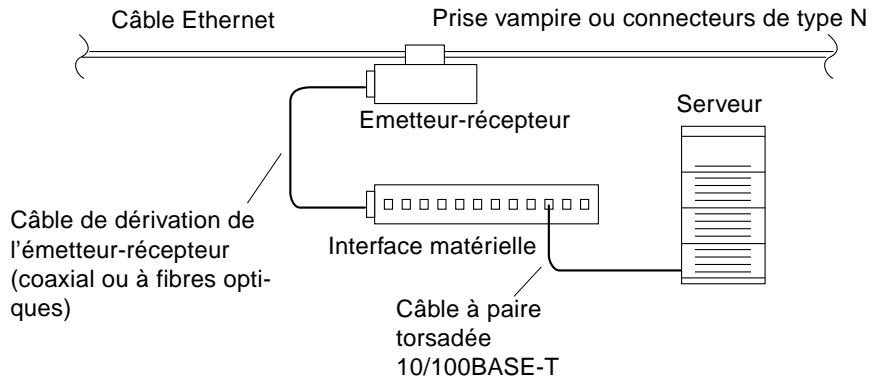 Câble Ethernet
Prise vampire ou connecteurs de type N
Serveur
Emetteur-récepteur
Câble de dérivation de
l'émetteur-récepteur
(coaxial ou à fibres opti-
ques)
Interface matérielle
Câble à paire
torsadée
10/100BASE-T